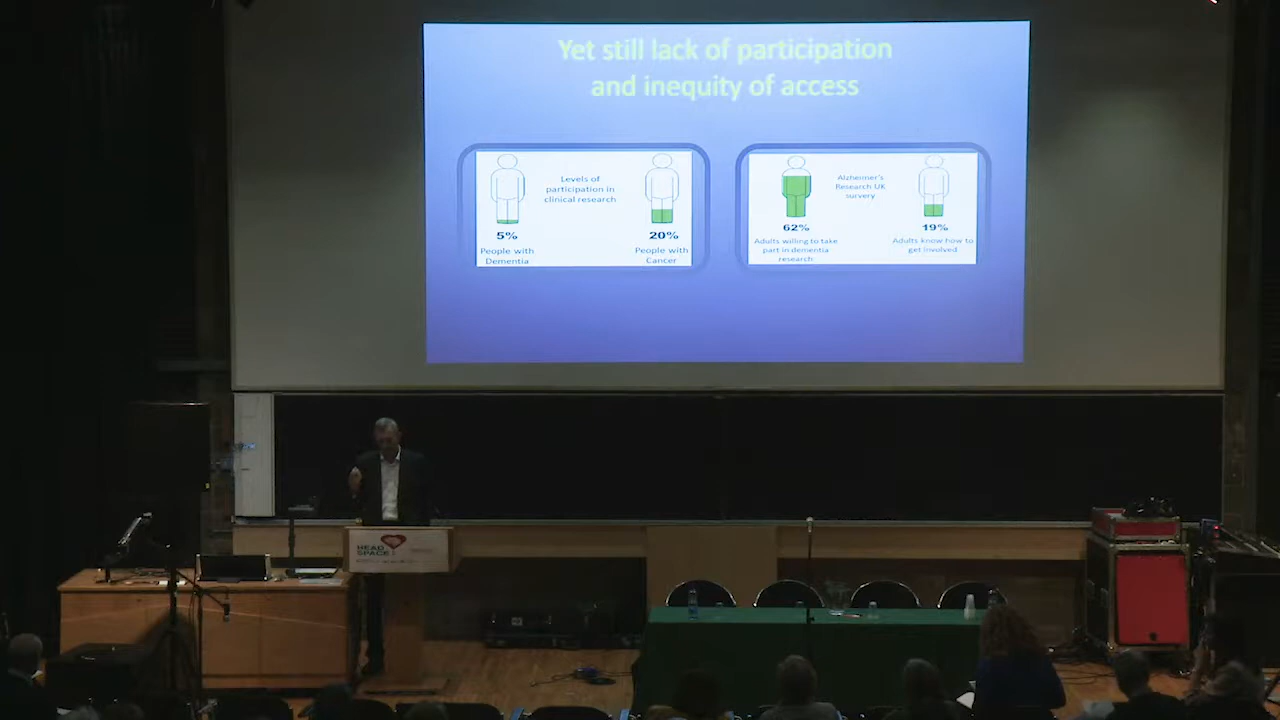 Yet still lack of participation
and inequity of access
Levels of
participation in
clinical research
5%
People with
Dementia
20%
People with
Cancer
Alzheimer's
Research UK
survery
62%
Adults willing to take
part in dementia
research
19%
Adults know how to
get involved
HEAD
SPACE